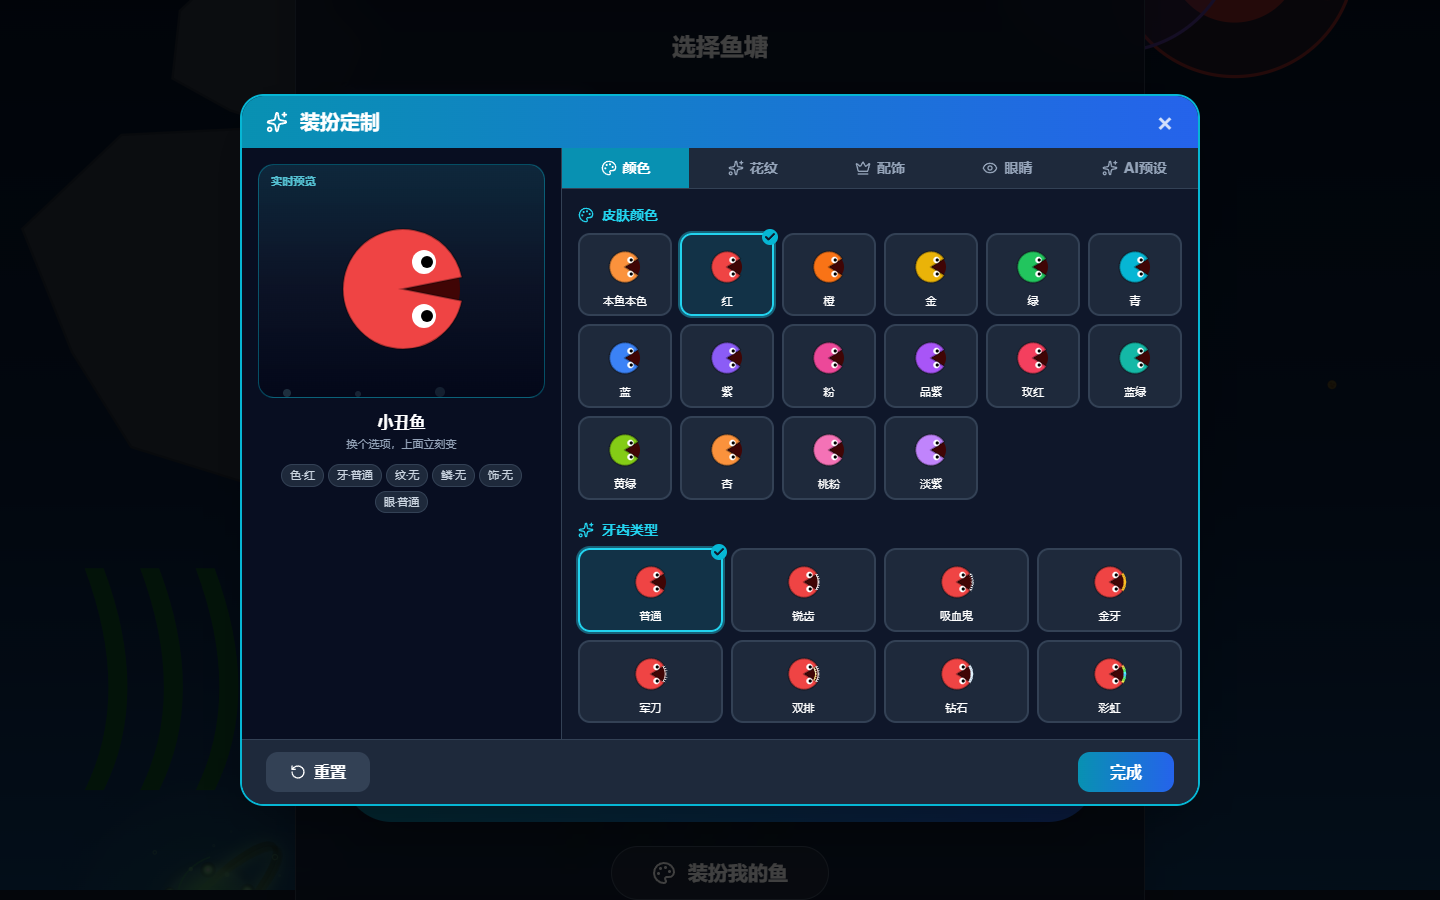 选择鱼塘
装扮定制
×
实时预览
小丑鱼
换个选项，上面立刻变
色·红 牙·普通 纹·无 鳞·无 饰·无
眼·普通
颜色 花纹 配饰 眼睛 AI预设
皮肤颜色
本鱼本色 红 橙 金 绿 青
蓝 紫 粉 品紫 玫红 蓝绿
黄绿 杏 桃粉 淡紫
牙齿类型
普通 锐齿 吸血鬼 金牙
军刀 双排 钻石 彩虹
重置 完成
装扮我的鱼